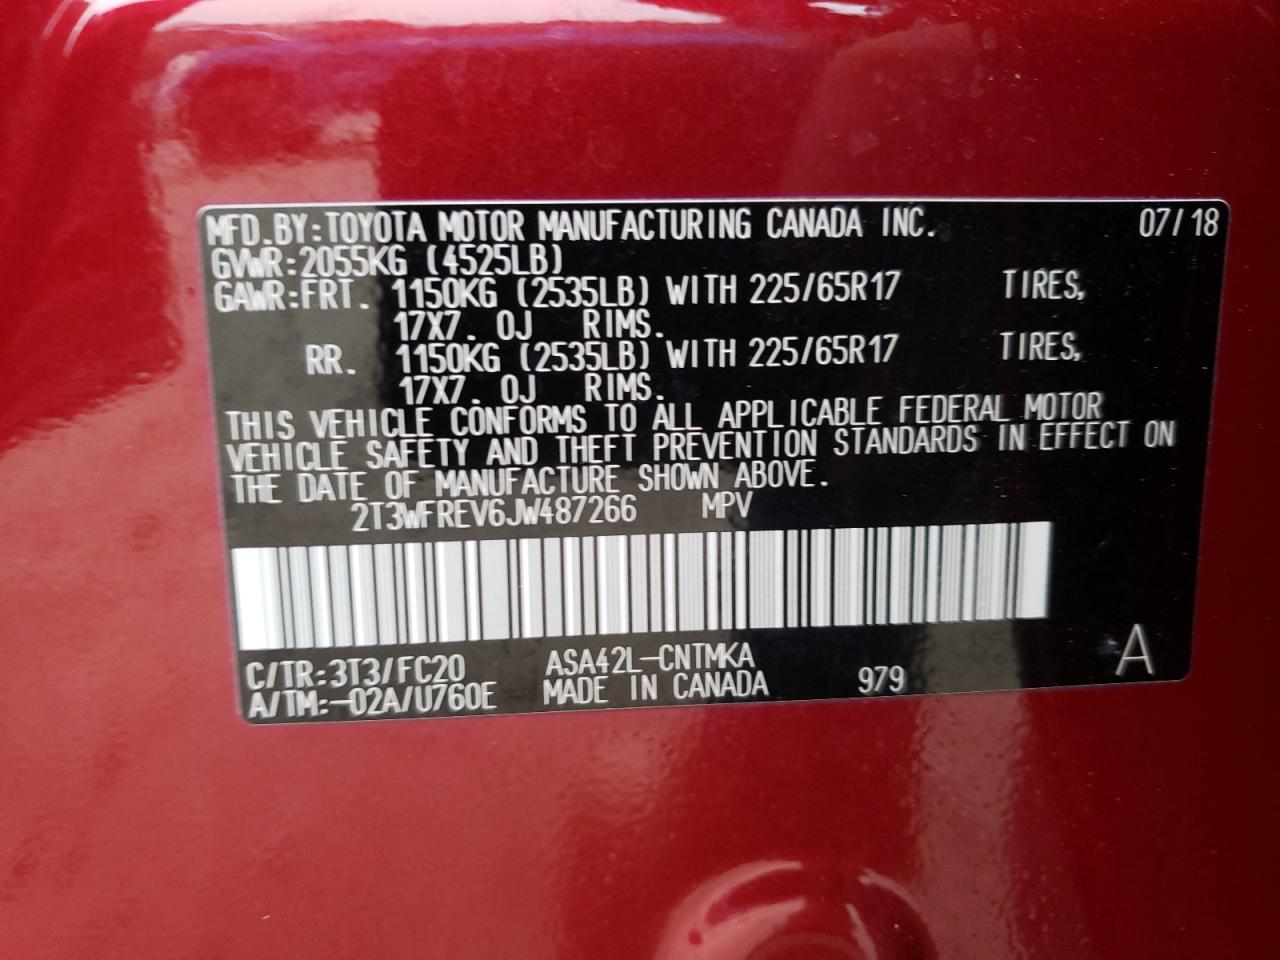 MFD.BY:TOYOTA MOTOR MANUFACTURING CANADA INC. 07/18
GVWR:2055KG (4525LB)
GAWR:FRT. 1150KG (2535LB) WITH 225/65R17 TIRES,
17X7.0J RIMS.
RR. 1150KG (2535LB) WITH 225/65R17 TIRES,
17X7.0J RIMS.
THIS VEHICLE CONFORMS TO ALL APPLICABLE FEDERAL MOTOR
VEHICLE SAFETY AND THEFT PREVENTION STANDARDS IN EFFECT ON
THE DATE OF MANUFACTURE SHOWN ABOVE.
2T3WFREV6JW487266 MPV
C/TR:3T3/FC20 ASA42L-CNTMKA
A/TM:-02A/U760E MADE IN CANADA 979 A